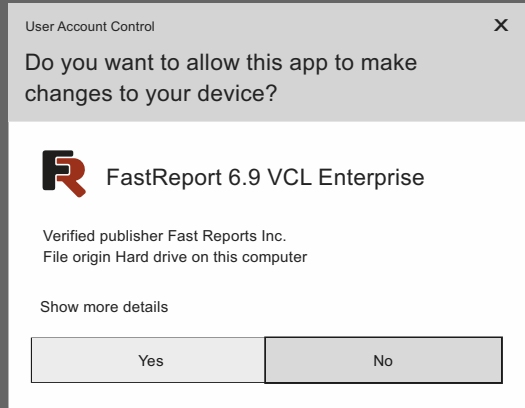 User Account Control
X
Do you want to allow this app to make
changes to your device?
FR
FastReport 6.9 VCL Enterprise
Verified publisher Fast Reports Inc.
File origin Hard drive on this computer
Show more details
Yes
No